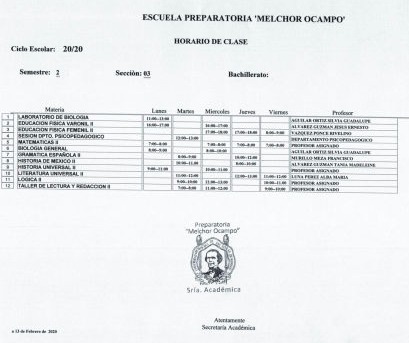 ESCUELA PREPARATORIA 'MELCHOR OCAMPO'
HORARIO DE CLASE
Ciclo Escolar: 20/20
Semestre: 2 Sección: 03 Bachillerato:
Materia Lunes Martes Miercoles Jueves Viernes Profesor
1 LABORATORIO DE BIOLOGIA 11:00--13:00 AGUILAR ORTIZ SILVIA GUADALUPE
2 EDUCACION FISICA VARONIL II 16:00--17:00 16:00--17:00 ALVAREZ GUZMAN JESUS ERNESTO
3 EDUCACION FISICA FEMENIL II 17:00--18:00 17:00--18:00 8:00--9:00 VAZQUEZ PONCE RIVELINO
4 SESION DPTO. PSICOPEDAGOGICO 12:00--13:00 DEPARTAMENTO PSICOPEDAGOGICO
5 MATEMATICAS II 7:00--8:00 7:00--8:00 7:00--8:00 7:00--8:00 PROFESOR ASIGNADO
6 BIOLOGIA GENERAL 8:00--9:00 8:00--10:00 AGUILAR ORTIZ SILVIA GUADALUPE
7 GRAMATICA ESPAÑOLA II 8:00--9:00 10:00--12:00 MURILLO MEZA FRANCISCO
8 HISTORIA DE MEXICO II 10:00--11:00 8:00--10:00 ALVAREZ GUZMAN TANIA MADELEINE
9 HISTORIA UNIVERSAL II 9:00--11:00 10:00--11:00 PROFESOR ASIGNADO
10 LITERATURA UNIVERSAL II 11:00--12:00 12:00--13:00 11:00--12:00 LUNA PEREZ ALBA MARIA
11 LOGICA II 9:00--10:00 12:00--13:00 10:00--11:00 PROFESOR ASIGNADO
12 TALLER DE LECTURA Y REDACCION II 7:00--8:00 11:00--12:00 9:00--10:00 PROFESOR ASIGNADO
Preparatoria
"Melchor Ocampo"
Sría. Académica
Atentamente
Secretaría Académica
a 13 de Febrero de 2020